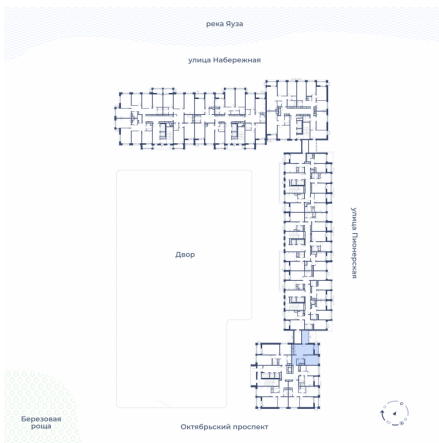 река Яуза
улица Набережная
улица Пионерская
Двор
Березовая
роща
Октябрьский проспект